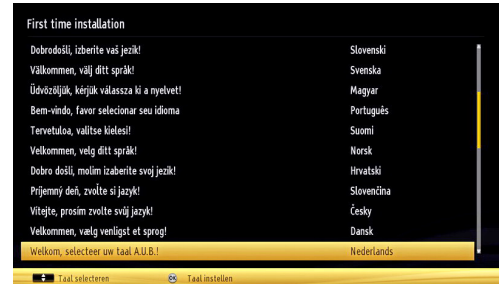 First time installation
Dobrodošli, izberite vaš jezik! Slovenski
Välkommen, välj ditt språk! Svenska
Üdvözöljük, kérjük válassza ki a nyelvet! Magyar
Bem-vindo, favor selecionar seu idioma Português
Tervetuloa, valitse kielesi! Suomi
Velkommen, velg ditt språk! Norsk
Dobro došli, molim izaberite svoj jezik! Hrvatski
Príjemný deň, zvoľte si jazyk! Slovenčina
Vítejte, prosím zvolte svůj jazyk! Česky
Velkommen, vælg venligst et sprog! Dansk
Welkom, selecteer uw taal A.U.B.! Nederlands
Taal selecteren OK Taal instellen